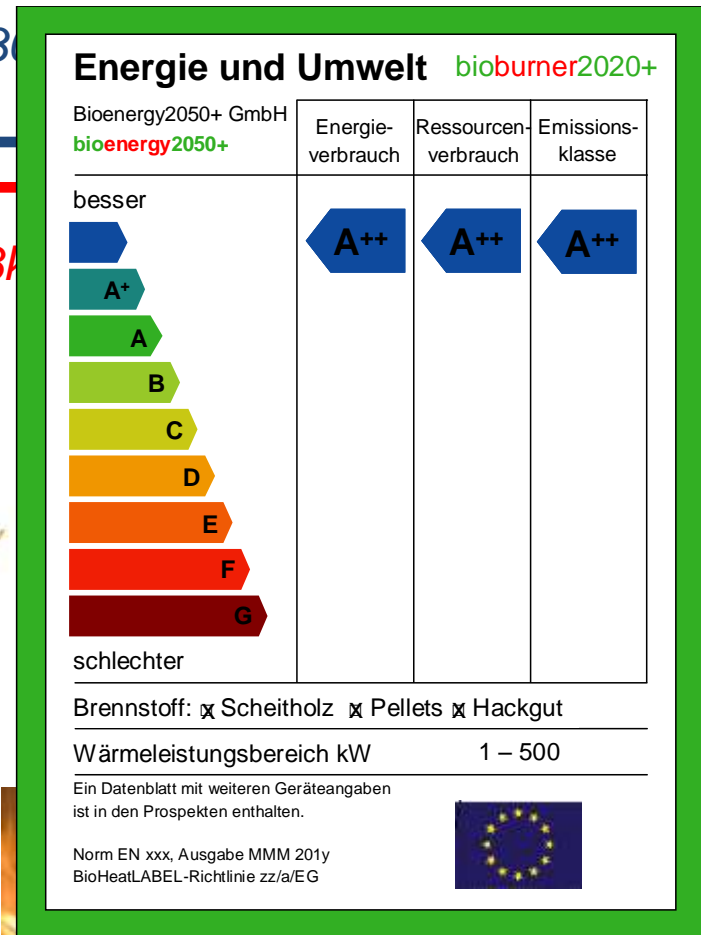 Energie und Umwelt bioburner2020+
Bioenergy2050+ GmbH
bioenergy2050+
Energie-
verbrauch
Ressourcen-
verbrauch
Emissions-
klasse
besser
A++ A++ A++
A+
A
B
C
D
E
F
G
schlechter
Brennstoff: x Scheitholz x Pellets x Hackgut
Wärmeleistungsbereich kW 1 – 500
Ein Datenblatt mit weiteren Geräteangaben
ist in den Prospekten enthalten.
Norm EN xxx, Ausgabe MMM 201y
BioHeatLABEL-Richtlinie zz/a/EG